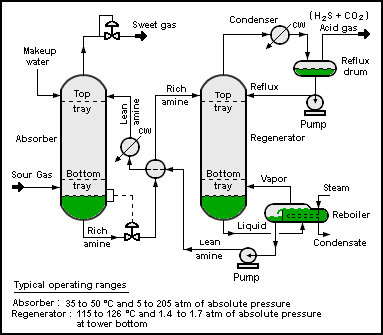 Sweet gas
Makeup
water
Absorber
Top
tray
Bottom
tray
Sour Gas
Rich
amine
Lean
amine
CW
Rich
amine
Condenser
CW
(H2S + CO2)
Acid gas
Reflux
drum
Reflux
Pump
Top
tray
Regenerator
Bottom
tray
Vapor
Steam
Reboiler
Liquid
Condensate
Lean
amine
Pump
Typical operating ranges
Absorber : 35 to 50 °C and 5 to 205 atm of absolute pressure
Regenerator : 115 to 126 °C and 1.4 to 1.7 atm of absolute pressure
at tower bottom